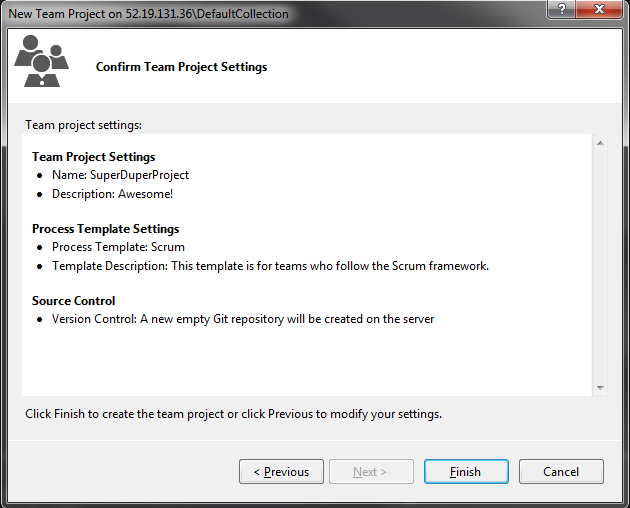 New Team Project on 52.19.131.36\DefaultCollection
?
Confirm Team Project Settings
Team project settings:
Team Project Settings
• Name: SuperDuperProject
• Description: Awesome!
Process Template Settings
• Process Template: Scrum
• Template Description: This template is for teams who follow the Scrum framework.
Source Control
• Version Control: A new empty Git repository will be created on the server
Click Finish to create the team project or click Previous to modify your settings.
< Previous Next > Finish Cancel